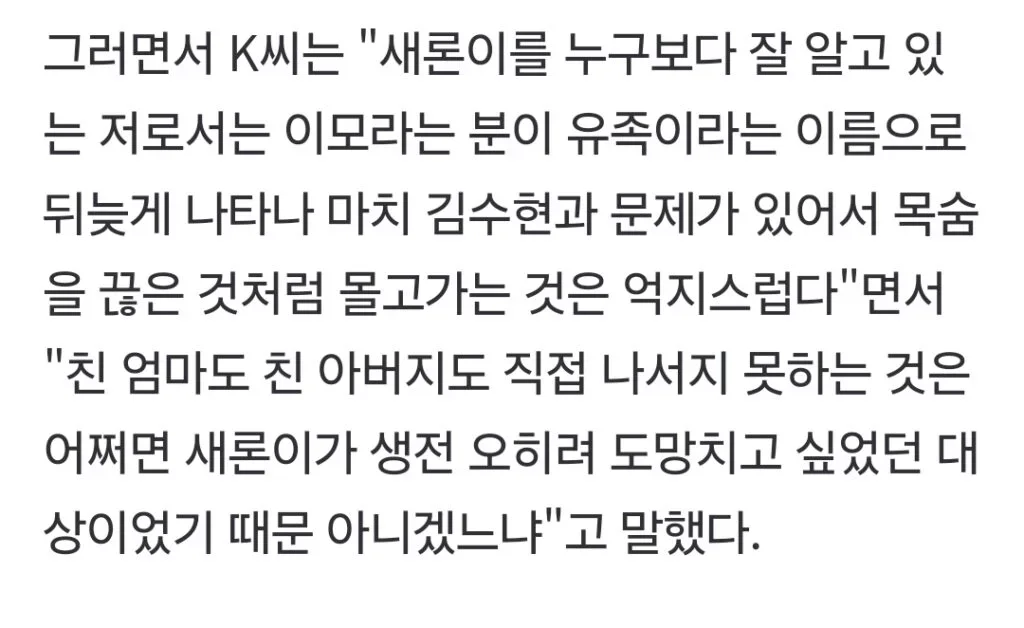 그러면서 K씨는 "새론이를 누구보다 잘 알고 있
는 저로서는 이모라는 분이 유족이라는 이름으로
뒤늦게 나타나 마치 김수현과 문제가 있어서 목숨
을 끊은 것처럼 몰고가는 것은 억지스럽다"면서
"친 엄마도 친 아버지도 직접 나서지 못하는 것은
어쩌면 새론이가 생전 오히려 도망치고 싶었던 대
상이었기 때문 아니겠느냐"고 말했다.